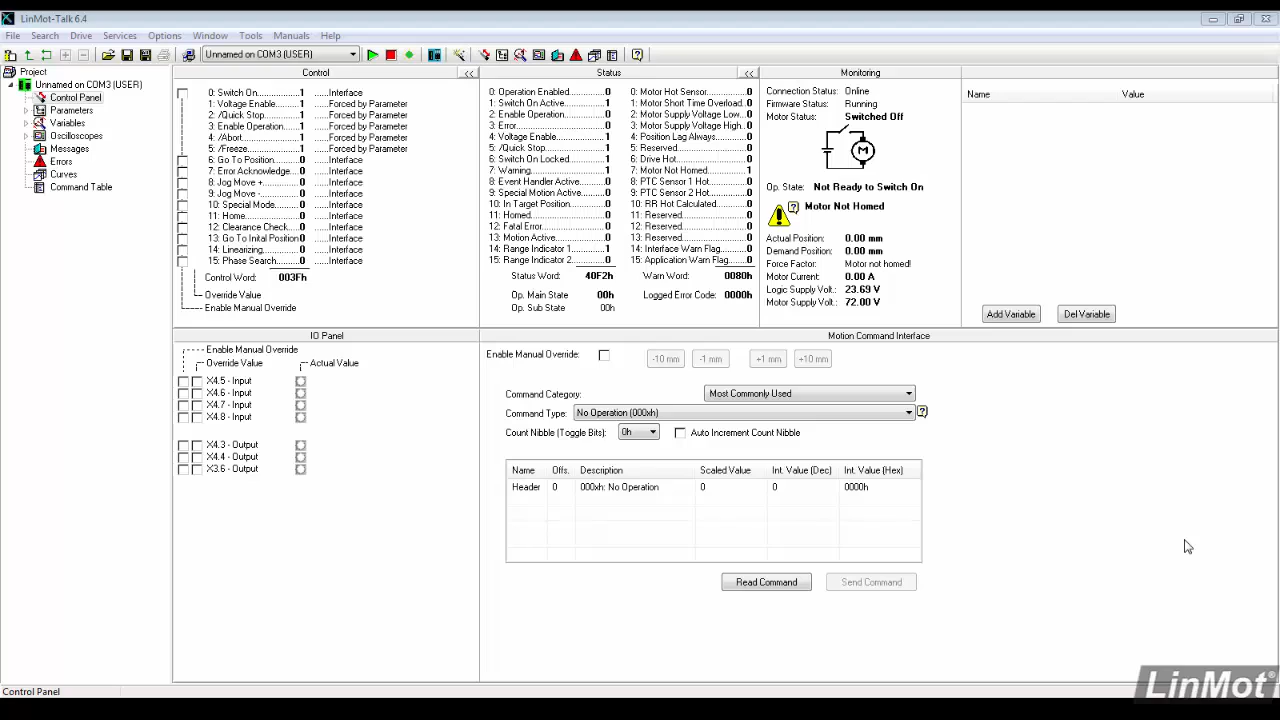 LinMot-Talk 6.4
File Search Drive Services Options Window Tools Manuals Help
Unnamed on COM3 (USER)
Project
Unnamed on COM3 (USER)
Control Panel
Parameters
Variables
Oscilloscopes
Messages
Errors
Curves
Command Table
Control <<
0: Switch On.......... 1 ......Interface
1: Voltage Enable.... 1 ......Forced by Parameter
2: /Quick Stop.......... 1 ......Forced by Parameter
3: Enable Operation... 1 ......Forced by Parameter
4: /Abort................ 1 ......Forced by Parameter
5: /Freeze.............. 1 ......Forced by Parameter
6: Go To Position....... 0 ......Interface
7: Error Acknowledge... 0 ......Interface
8: Jog Move +.......... 0 ......Interface
9: Jog Move -.......... 0 ......Interface
10: Special Mode....... 0 ......Interface
11: Home................ 0 ......Interface
12: Clearance Check... 0 ......Interface
13: Go To Inital Position 0 ......Interface
14: Linearizing.......... 0 ......Interface
15: Phase Search....... 0 ......Interface
Control Word: 003Fh
Override Value
Enable Manual Override
Status <<
0: Operation Enabled.... 0
1: Switch On Active...... 1
2: Enable Operation...... 0
3: Error................. 0
4: Voltage Enable........ 1
5: /Quick Stop........... 1
6: Switch On Locked...... 1
7: Warning............... 1
8: Event Handler Active.. 0
9: Special Motion Active.. 0
10: In Target Position.... 0
11: Homed................ 0
12: Fatal Error........... 0
13: Motion Active......... 0
14: Range Indicator 1.... 1
15: Range Indicator 2.... 0
Status Word: 40F2h
Op. Main State 00h
Op. Sub State 00h
0: Motor Hot Sensor...... 0
1: Motor Short Time Overload... 0
2: Motor Supply Voltage Low... 0
3: Motor Supply Voltage High.. 0
4: Position Lag Always... 0
5: Reserved.............. 0
6: Drive Hot............. 0
7: Motor Not Homed....... 1
8: PTC Sensor 1 Hot...... 0
9: PTC Sensor 2 Hot...... 0
10: RR Hot Calculated.... 0
11: Reserved............. 0
12: Reserved............. 0
13: Reserved............. 0
14: Interface Warn Flag... 0
15: Application Warn Flag.. 0
Warn Word: 0080h
Logged Error Code: 0000h
Monitoring
Connection Status: Online
Firmware Status: Running
Motor Status: Switched Off
M
Op. State: Not Ready to Switch On
Motor Not Homed
Actual Position: 0.00 mm
Demand Position: 0.00 mm
Force Factor: Motor not homed!
Motor Current: 0.00 A
Logic Supply Volt.: 23.69 V
Motor Supply Volt.: 72.00 V
Name Value
Add Variable Del Variable
IO Panel
Enable Manual Override
Override Value Actual Value
X4.5 - Input
X4.6 - Input
X4.7 - Input
X4.8 - Input
X4.3 - Output
X4.4 - Output
X3.6 - Output
Motion Command Interface
Enable Manual Override: -10 mm -1 mm +1 mm +10 mm
Command Category: Most Commonly Used
Command Type: No Operation (000xh)
Count Nibble (Toggle Bits): 0h Auto Increment Count Nibble
Name Offs. Description Scaled Value Int. Value (Dec) Int. Value (Hex)
Header 0 000xh: No Operation 0 0 0000h
Read Command Send Command
Control Panel
LinMot®